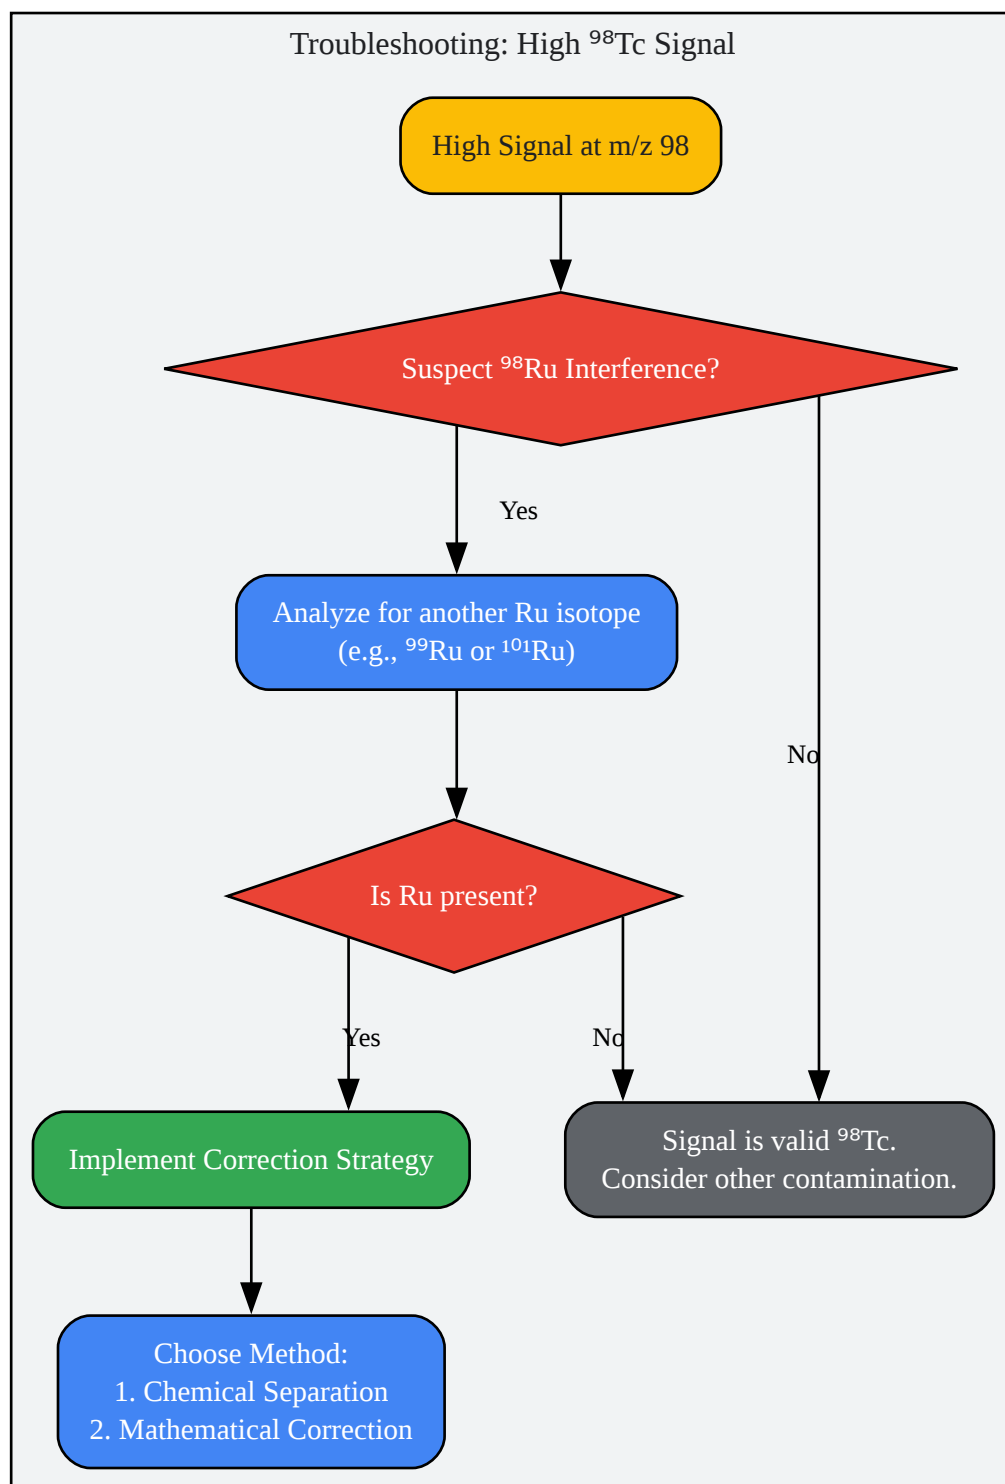 Troubleshooting: High ⁹⁸Tc Signal
High Signal at m/z 98
Suspect ⁹⁸Ru Interference?
Yes
Analyze for another Ru isotope
(e.g., ⁹⁹Ru or ¹⁰¹Ru)
No
Is Ru present?
Yes
No
Implement Correction Strategy
Signal is valid ⁹⁸Tc.
Consider other contamination.
Choose Method:
1. Chemical Separation
2. Mathematical Correction